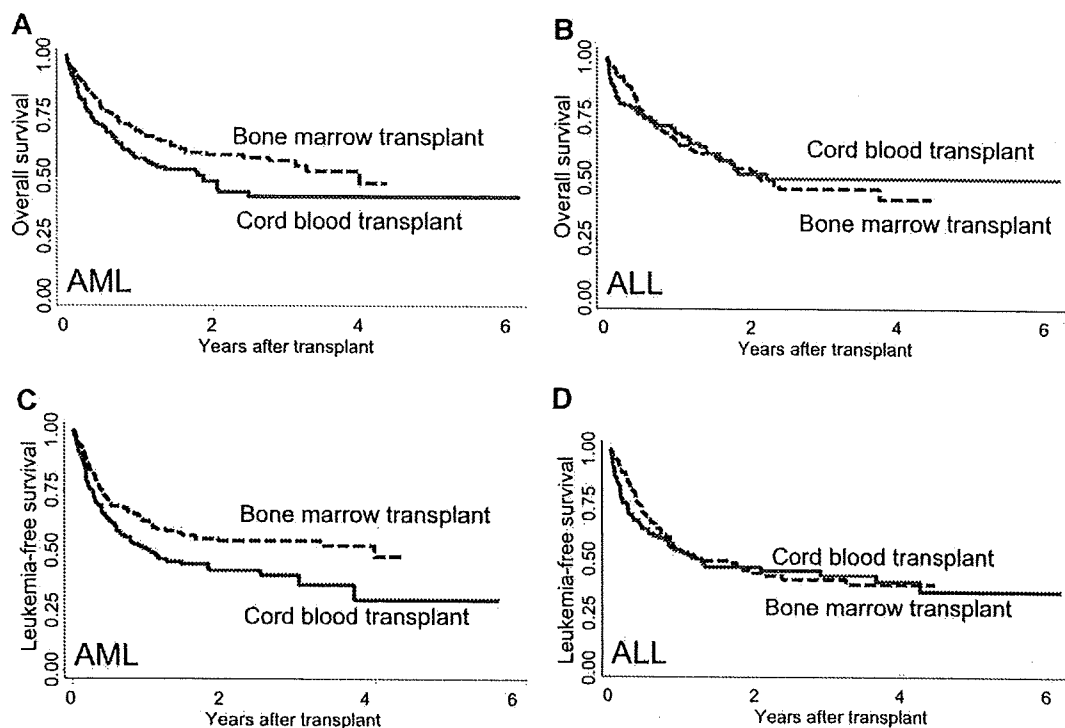 A
Overall survival
1.00
0.75
0.50
0.25
0.00
Bone marrow transplant
Cord blood transplant
AML
0 2 4 6
Years after transplant
B
Overall survival
1.00
0.75
0.50
0.25
0.00
Cord blood transplant
Bone marrow transplant
ALL
0 2 4 6
Years after transplant
C
Leukemia-free survival
1.00
0.75
0.50
0.25
0.00
Bone marrow transplant
Cord blood transplant
AML
0 2 4 6
Years after transplant
D
Leukemia-free survival
1.00
0.75
0.50
0.25
0.00
Cord blood transplant
Bone marrow transplant
ALL
0 2 4 6
Years after transplant